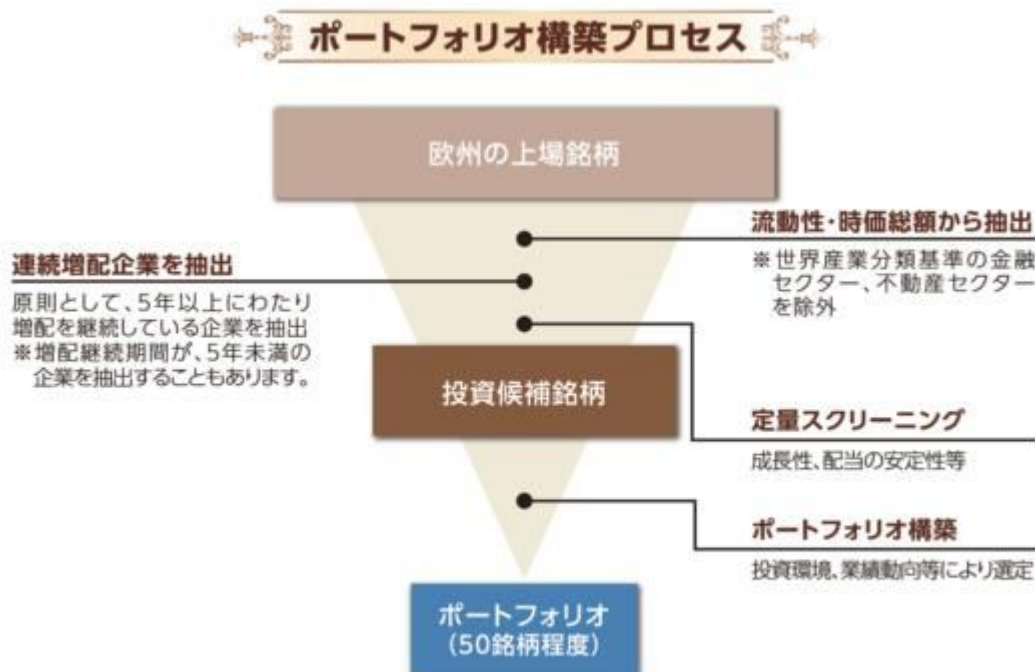 ポートフォリオ構築プロセス
欧州の上場銘柄
流動性・時価総額から抽出
※世界産業分類基準の金融
セクター、不動産セクター
を除外
連続増配企業を抽出
原則として、5年以上にわたり
増配を継続している企業を抽出
※増配継続期間が、5年未満の
企業を抽出することもあります。
投資候補銘柄
定量スクリーニング
成長性、配当の安定性等
ポートフォリオ構築
投資環境、業績動向等により選定
ポートフォリオ
(50銘柄程度)